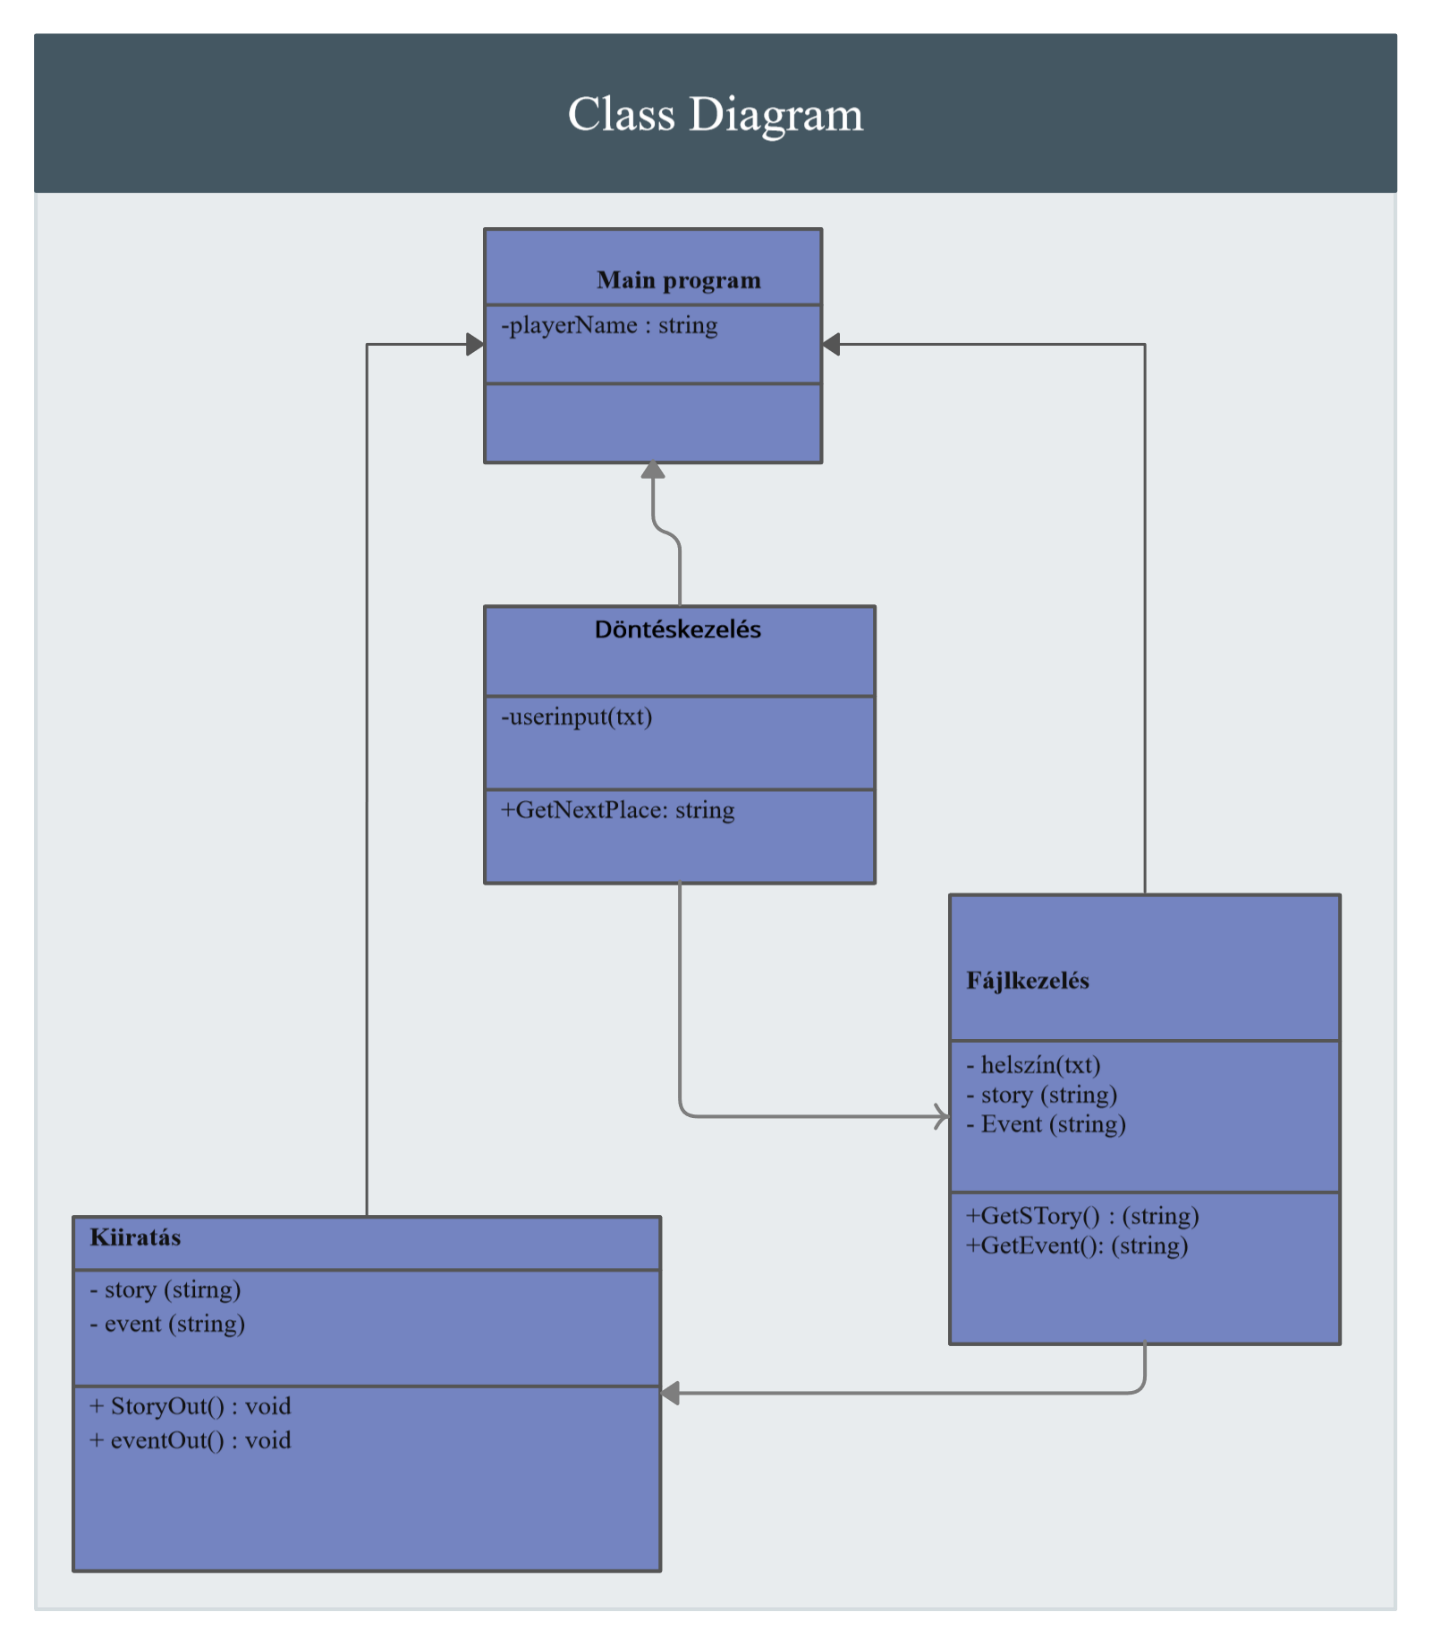 Class Diagram
Main program
-playerName : string
Döntéskezelés
-userinput(txt)
+GetNextPlace: string
Fájlkezelés
- helszín(txt)
- story (string)
- Event (string)
+GetSTory() : (string)
+GetEvent(): (string)
Kiiratás
- story (stirng)
- event (string)
+ StoryOut() : void
+ eventOut() : void